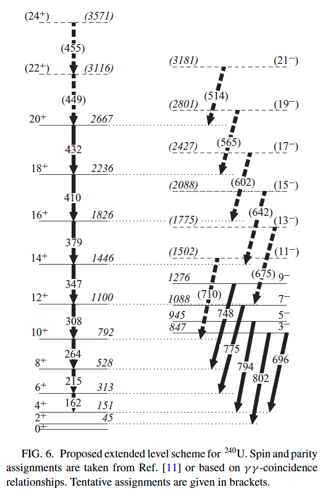 (24⁺) (3571)
(455)
(22⁺) (3116) (3181) (21⁻)
(449) (514)
(2801) (19⁻)
20⁺ 2667
(565)
432 (2427) (17⁻)
18⁺ 2236
(602)
410 (2088) (15⁻)
16⁺ 1826
(642)
379 (1775) (13⁻)
14⁺ 1446 (1502) (11⁻)
(675)
347 1276 9⁻
(710)
12⁺ 1100 1088 7⁻
748
308 945 5⁻
10⁺ 792 847 3⁻
775
264 696
8⁺ 528 794
215 802
6⁺ 313
162
4⁺ 151
2⁺ 45
0⁺
FIG. 6. Proposed extended level scheme for ²⁴⁰U. Spin and parity
assignments are taken from Ref. [11] or based on γγ-coincidence
relationships. Tentative assignments are given in brackets.